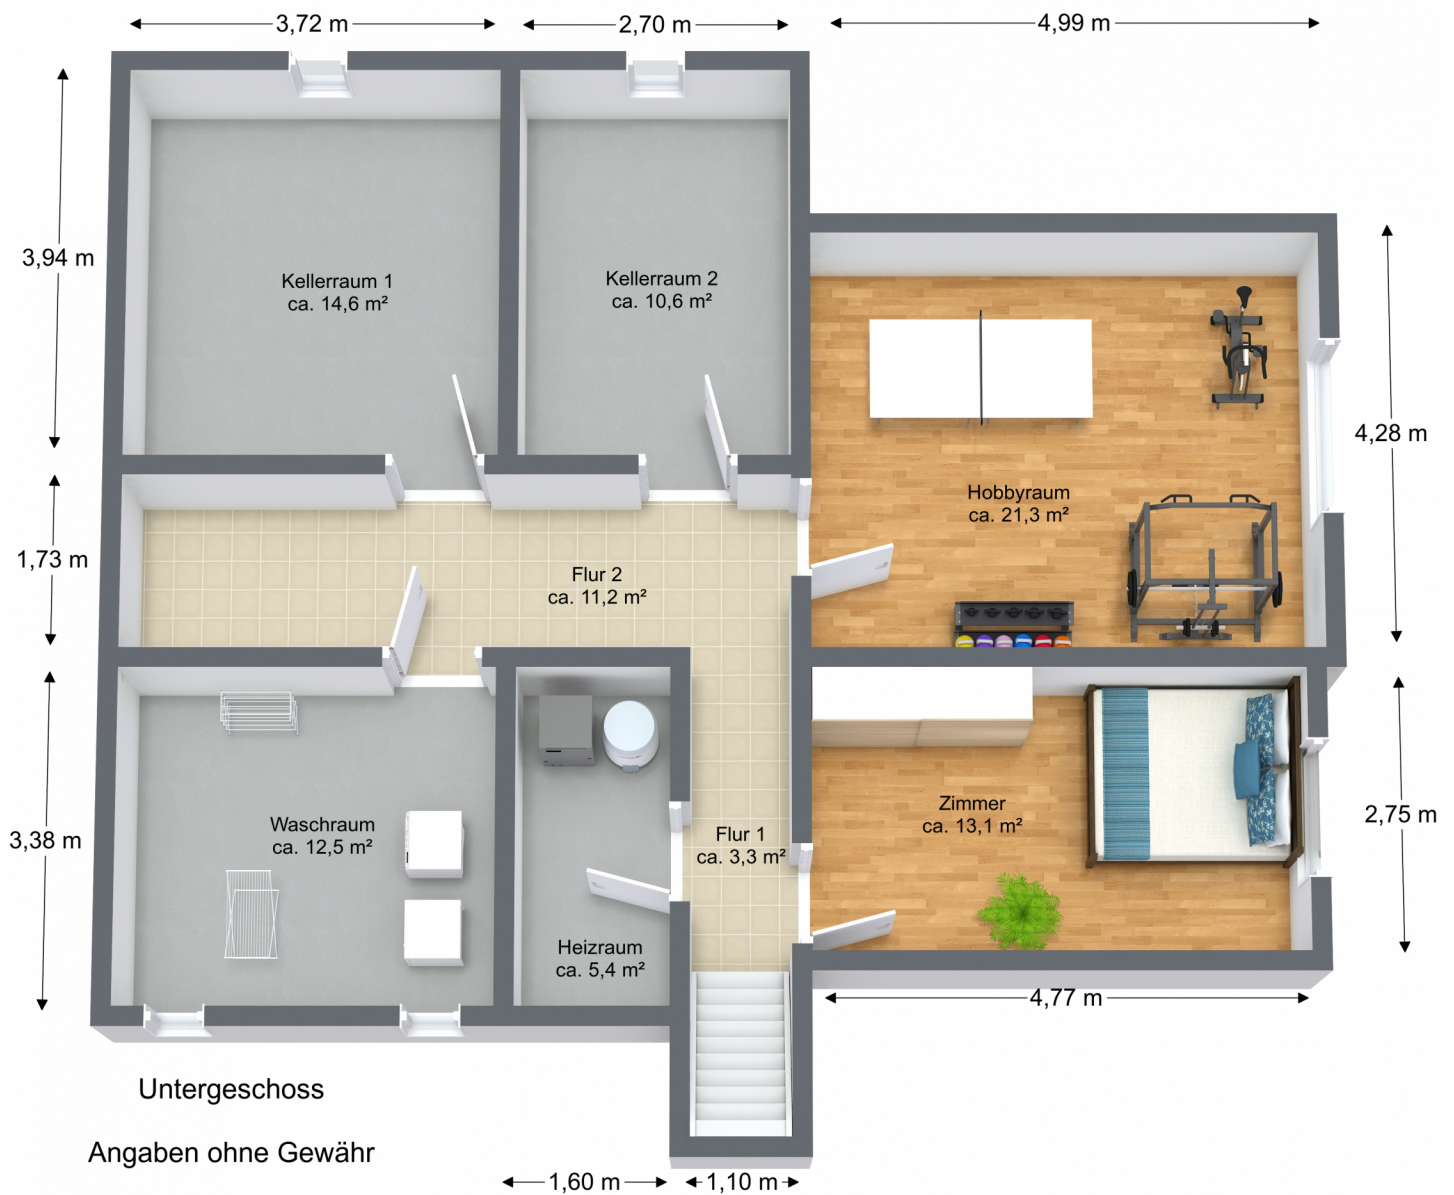 3,72 m
2,70 m
4,99 m
3,94 m
Kellerraum 1
ca. 14,6 m²
Kellerraum 2
ca. 10,6 m²
4,28 m
Hobbyraum
ca. 21,3 m²
1,73 m
Flur 2
ca. 11,2 m²
3,38 m
Waschraum
ca. 12,5 m²
Flur 1
ca. 3,3 m²
Zimmer
ca. 13,1 m²
2,75 m
Heizraum
ca. 5,4 m²
4,77 m
Untergeschoss
Angaben ohne Gewähr
1,60 m
1,10 m